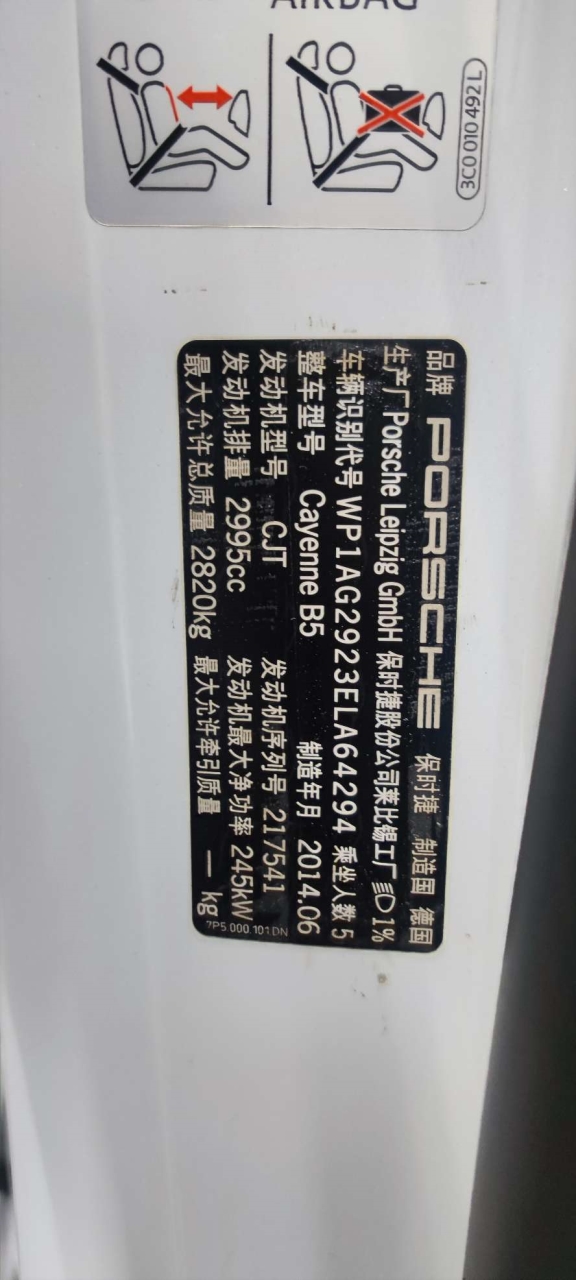 AIRBAG
3C0 010 492 L
品牌 PORSCHE 保时捷 制造国 德国
生产厂 Porsche Leipzig GmbH 保时捷股份公司莱比锡工厂 1%
车辆识别代号 WP1AG2923ELA64294 乘坐人数 5
整车型号 Cayenne B5 制造年月 2014.06
发动机型号 CJT 发动机序列号 217541
发动机排量 2995cc 发动机最大净功率 245kW
最大允许总质量 2820kg 最大允许牵引质量 — kg
7P5 000 101 DN